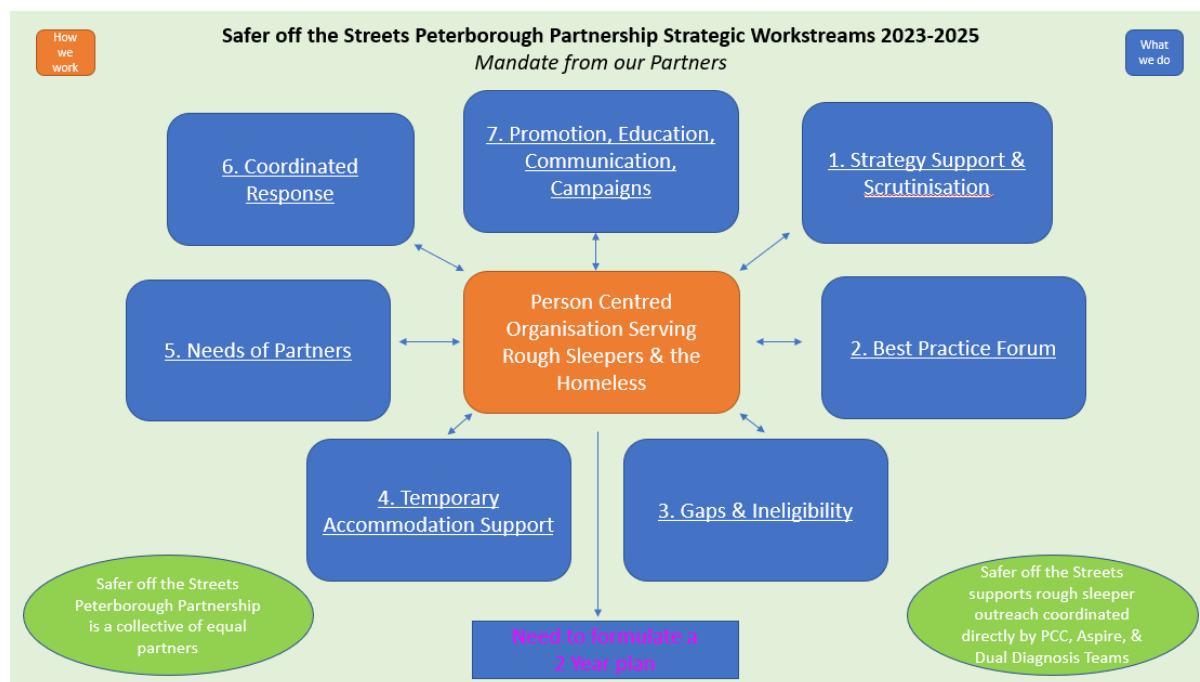 How
we
work
Safer off the Streets Peterborough Partnership Strategic Workstreams 2023-2025
Mandate from our Partners
What
we do
6. Coordinated
Response
7. Promotion, Education,
Communication,
Campaigns
1. Strategy Support &
Scrutinisation
5. Needs of Partners
Person Centred
Organisation Serving
Rough Sleepers & the
Homeless
2. Best Practice Forum
4. Temporary
Accommodation Support
3. Gaps & Ineligibility
Safer off the Streets
Peterborough Partnership
is a collective of equal
partners
Need to formulate a
2 Year plan
Safer off the Streets
supports rough sleeper
outreach coordinated
directly by PCC, Aspire, &
Dual Diagnosis Teams